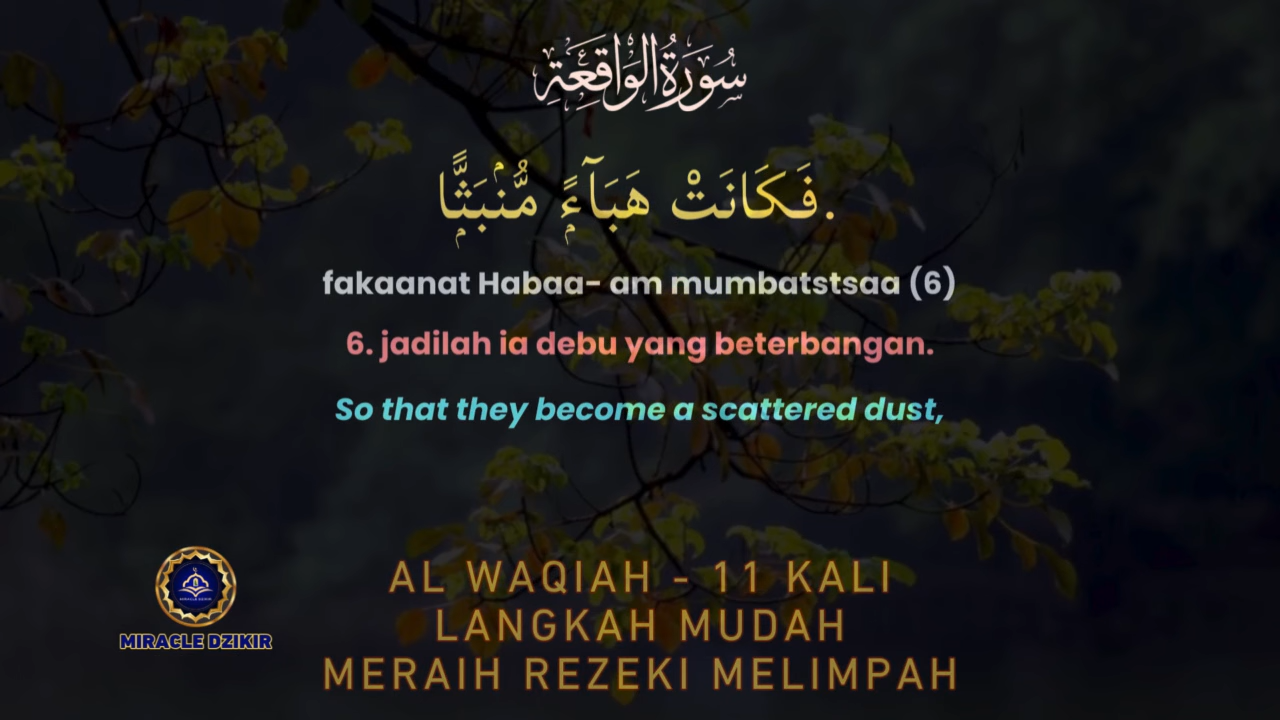 سُورَةُ الْوَاقِعَةِ
فَكَانَتْ هَبَآءً مُّنۢبَثًّا.
fakaanat Habaa- am mumbatstsaa (6)
6. jadilah ia debu yang beterbangan.
So that they become a scattered dust,
AL WAQIAH - 11 KALI
LANGKAH MUDAH
MERAIH REZEKI MELIMPAH
MIRACLE DZIKIR